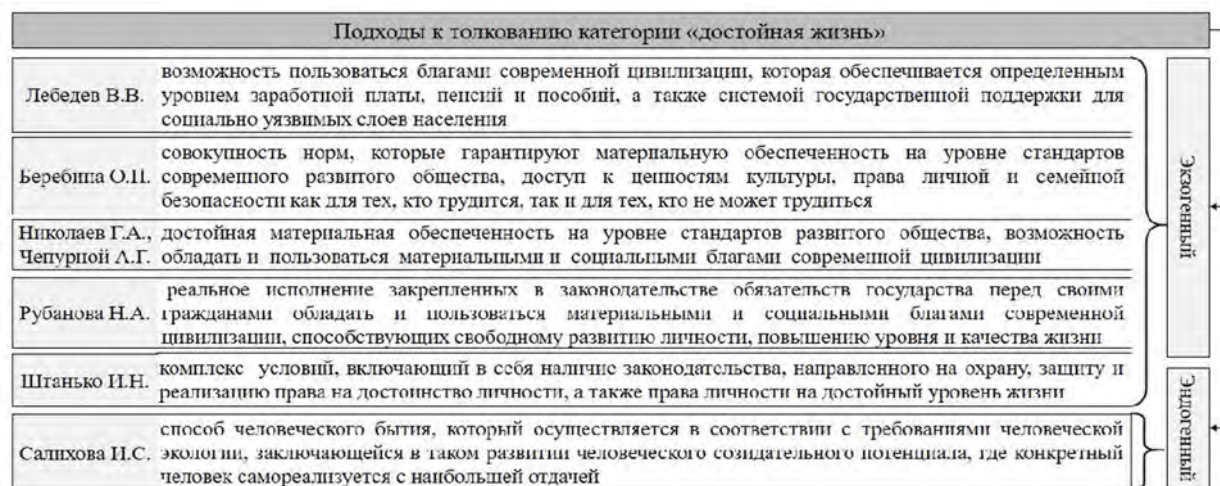 Подходы к толкованию категории «достойная жизнь»
Лебедев В.В.
возможность пользоваться благами современной цивилизации, которая обеспечивается определенным
уровнем заработной платы, пенсий и пособий, а также системой государственной поддержки для
социально уязвимых слоев населения
Беребина О.П.
совокупность норм, которые гарантируют материальную обеспеченность на уровне стандартов
современного развитого общества, доступ к ценностям культуры, права личной и семейной
безопасности как для тех, кто трудится, так и для тех, кто не может трудиться
Николаев Г.А.,
Чепурной А.Г.
достойная материальная обеспеченность на уровне стандартов развитого общества, возможность
обладать и пользоваться материальными и социальными благами современной цивилизации
Рубанова Н.А.
реальное исполнение закрепленных в законодательстве обязательств государства перед своими
гражданами обладать и пользоваться материальными и социальными благами современной
цивилизации, способствующих свободному развитию личности, повышению уровня и качества жизни
Штанько И.Н.
комплекс условий, включающий в себя наличие законодательства, направленного на охрану, защиту и
реализацию права на достоинство личности, а также права личности на достойный уровень жизни
Салихова И.С.
способ человеческого бытия, который осуществляется в соответствии с требованиями человеческой
экологии, заключающейся в таком развитии человеческого созидательного потенциала, где конкретный
человек самореализуется с наибольшей отдачей
Экзогенный
Эндогенный